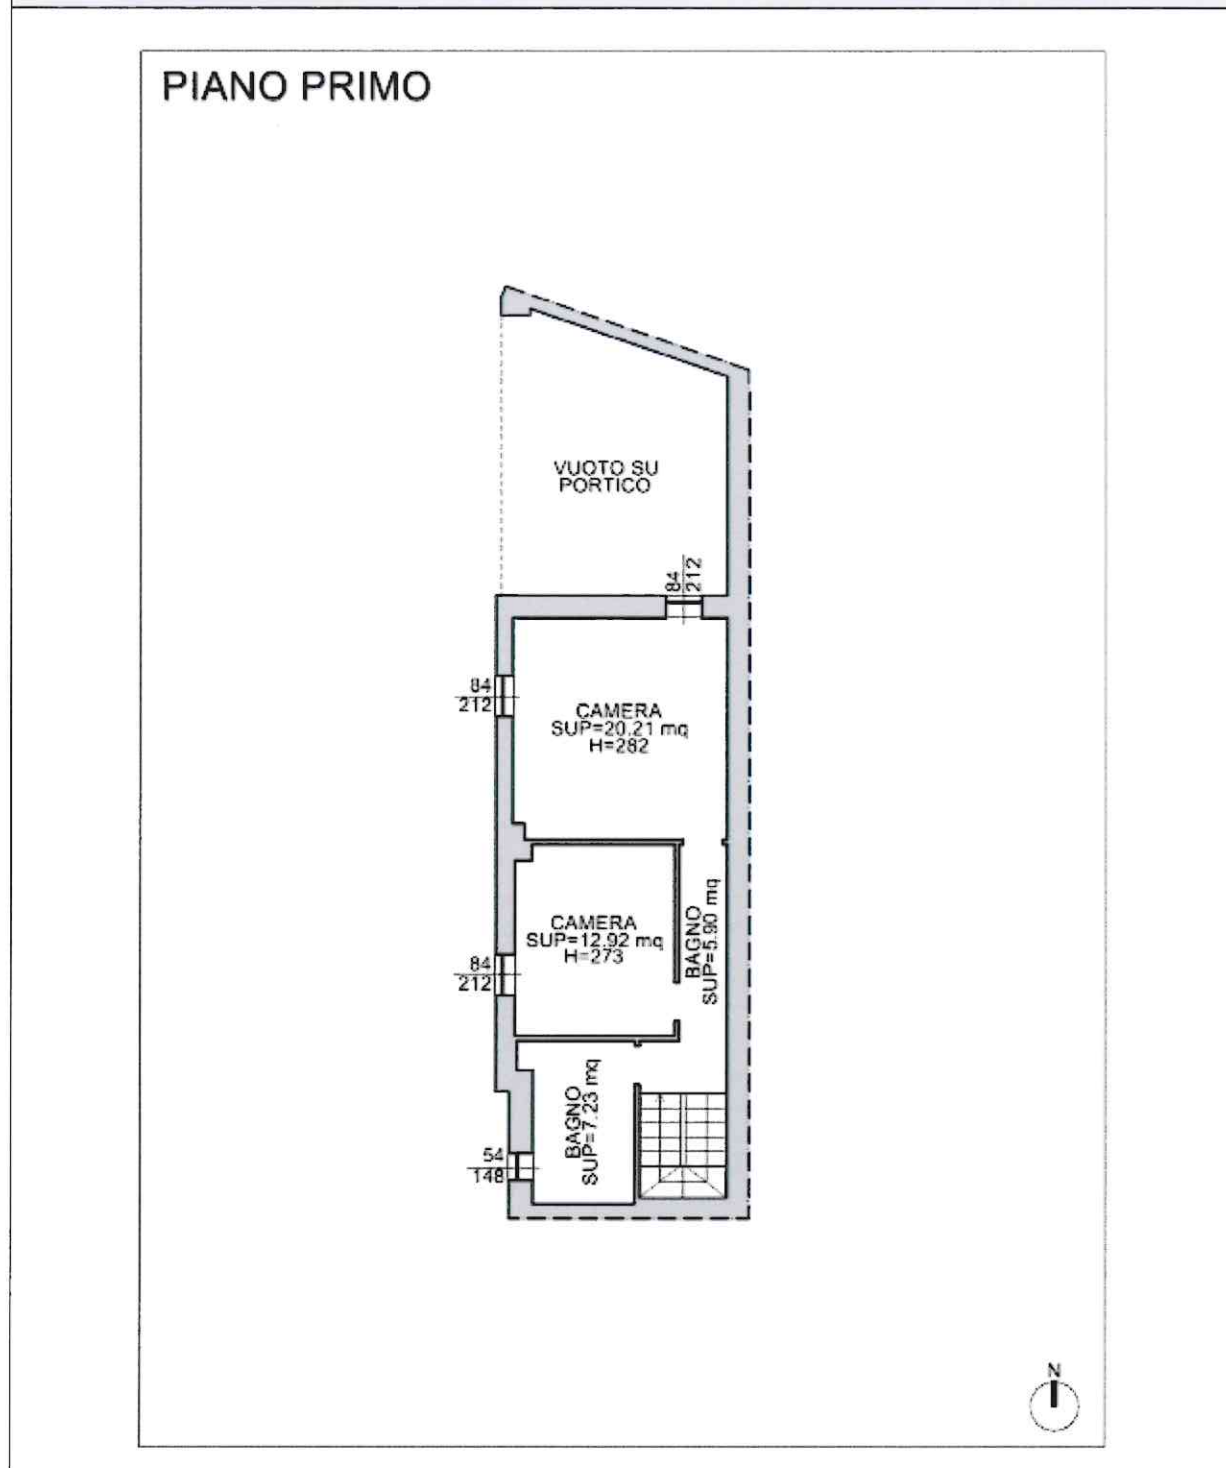 PIANO PRIMO
VUOTO SU
PORTICO
84
212
84
212
CAMERA
SUP=20.21 mq
H=282
CAMERA
SUP=12.92 mq
H=273
BAGNO
SUP=5.90 mq
84
212
BAGNO
SUP=7.23 mq
54
148
N